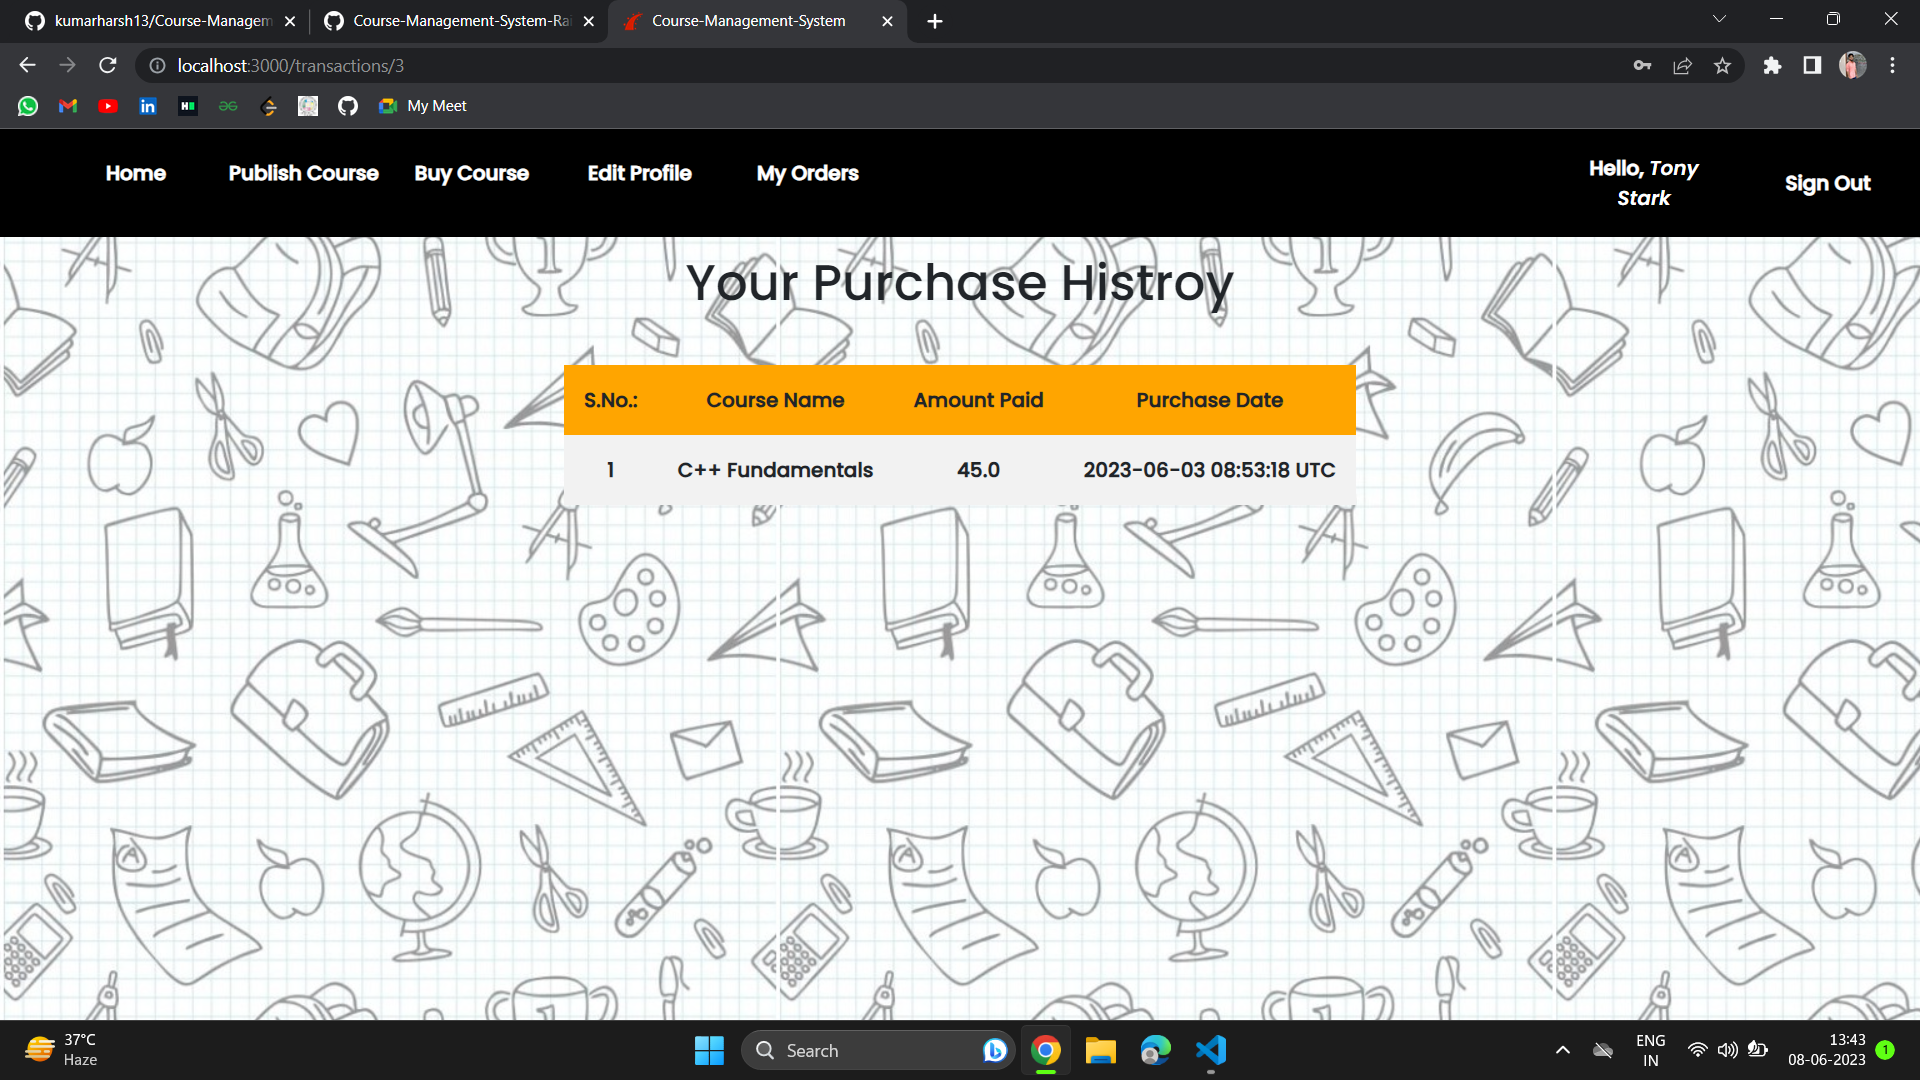 kumarharsh13/Course-Managem
Course-Management-System-Rai
Course-Management-System
localhost:3000/transactions/3
My Meet
Home
Publish Course
Buy Course
Edit Profile
My Orders
Hello, Tony
Stark
Sign Out
Your Purchase Histroy
S.No.: Course Name Amount Paid Purchase Date
1 C++ Fundamentals 45.0 2023-06-03 08:53:18 UTC
37°C
Haze
Search
ENG
IN
13:43
08-06-2023
1